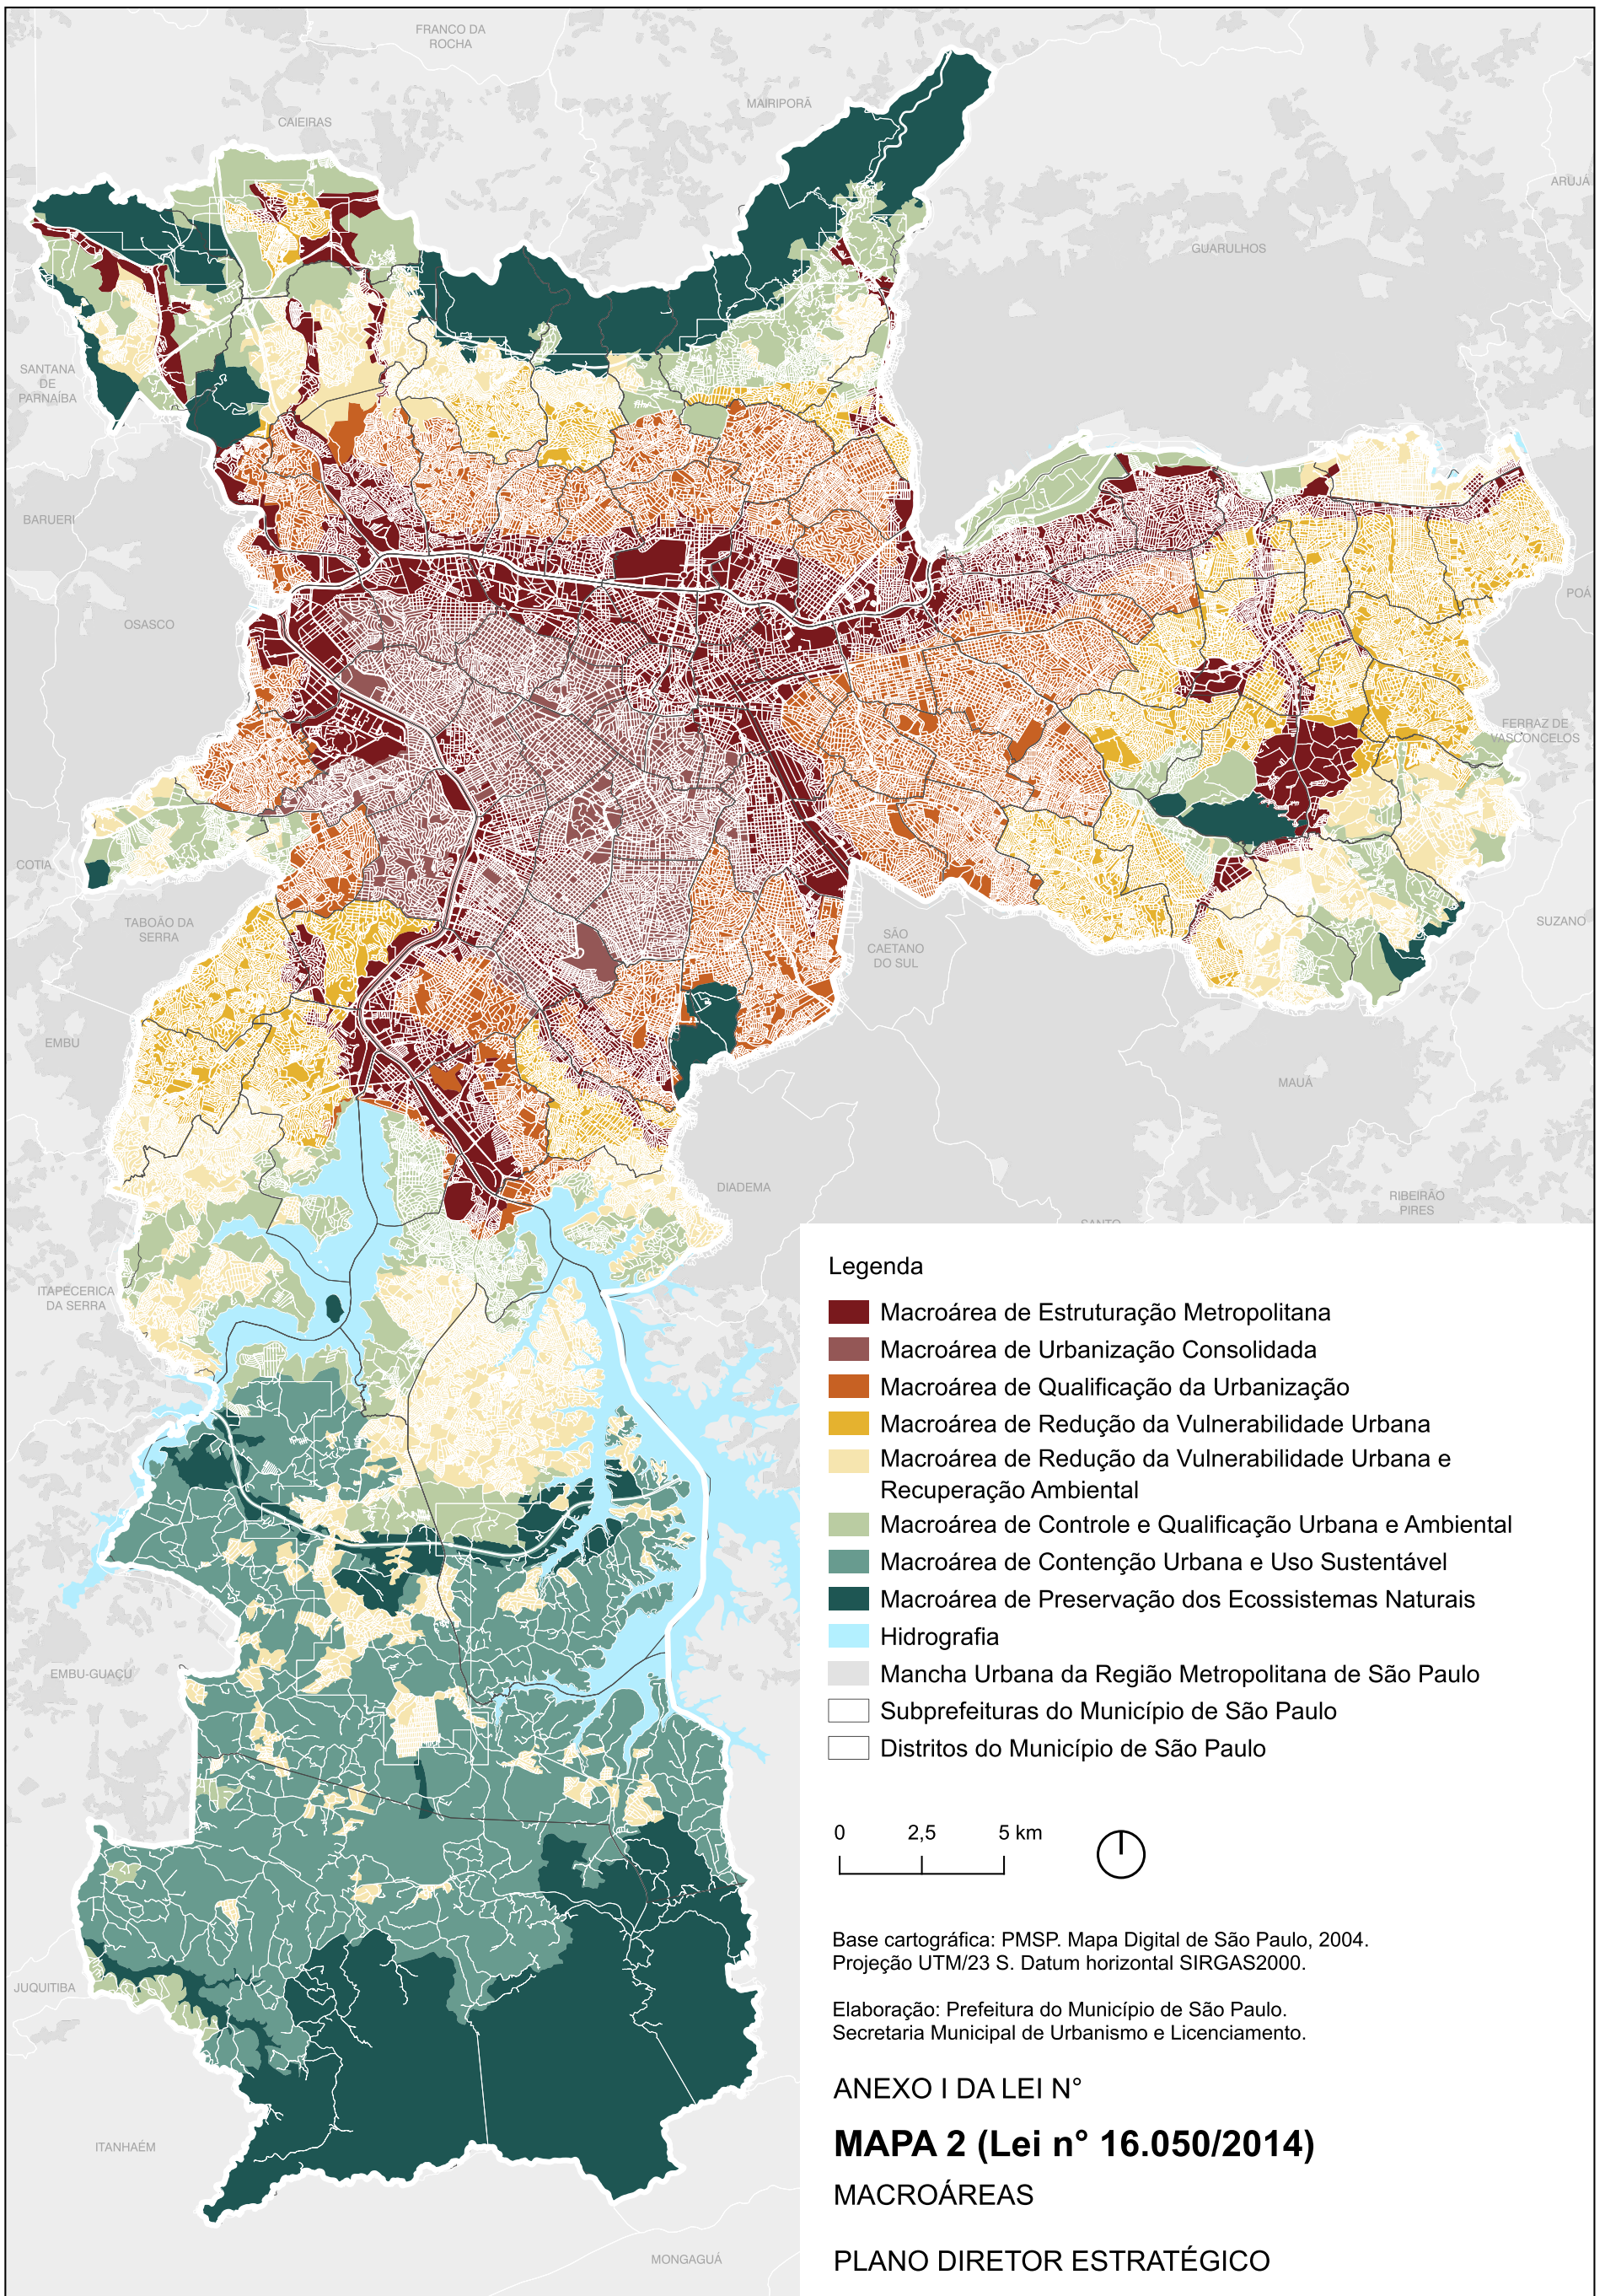 FRANCO DA
ROCHA
MAIRIPORÃ
CAIEIRAS
ARUJÁ
GUARULHOS
SANTANA
DE
PARNAÍBA
BARUERI
POÁ
OSASCO
FERRAZ DE
VASCONCELOS
COTIA
TABOÃO DA
SERRA
SUZANO
SÃO
CAETANO
DO SUL
EMBU
MAUÁ
DIADEMA
RIBEIRÃO
PIRES
SANTO
ITAPECERICA
DA SERRA
EMBU-GUAÇU
JUQUITIBA
ITANHAÉM
MONGAGUÁ
Legenda
Macroárea de Estruturação Metropolitana
Macroárea de Urbanização Consolidada
Macroárea de Qualificação da Urbanização
Macroárea de Redução da Vulnerabilidade Urbana
Macroárea de Redução da Vulnerabilidade Urbana e
Recuperação Ambiental
Macroárea de Controle e Qualificação Urbana e Ambiental
Macroárea de Contenção Urbana e Uso Sustentável
Macroárea de Preservação dos Ecossistemas Naturais
Hidrografia
Mancha Urbana da Região Metropolitana de São Paulo
Subprefeituras do Município de São Paulo
Distritos do Município de São Paulo
0 2,5 5 km
Base cartográfica: PMSP. Mapa Digital de São Paulo, 2004.
Projeção UTM/23 S. Datum horizontal SIRGAS2000.
Elaboração: Prefeitura do Município de São Paulo.
Secretaria Municipal de Urbanismo e Licenciamento.
ANEXO I DA LEI N°
MAPA 2 (Lei n° 16.050/2014)
MACROÁREAS
PLANO DIRETOR ESTRATÉGICO